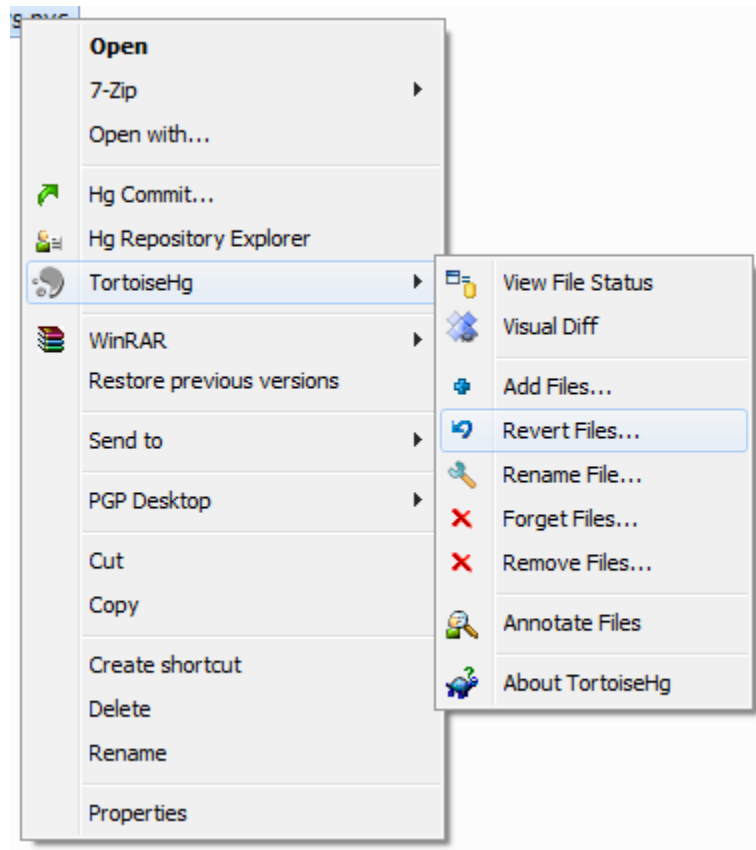 Open
7-Zip
Open with...
Hg Commit...
Hg Repository Explorer
TortoiseHg
WinRAR
Restore previous versions
Send to
PGP Desktop
Cut
Copy
Create shortcut
Delete
Rename
Properties
View File Status
Visual Diff
Add Files...
Revert Files...
Rename File...
Forget Files...
Remove Files...
Annotate Files
About TortoiseHg